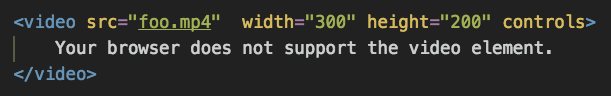 <video src="foo.mp4"  width="300" height="200" controls>
    Your browser does not support the video element.
</video>